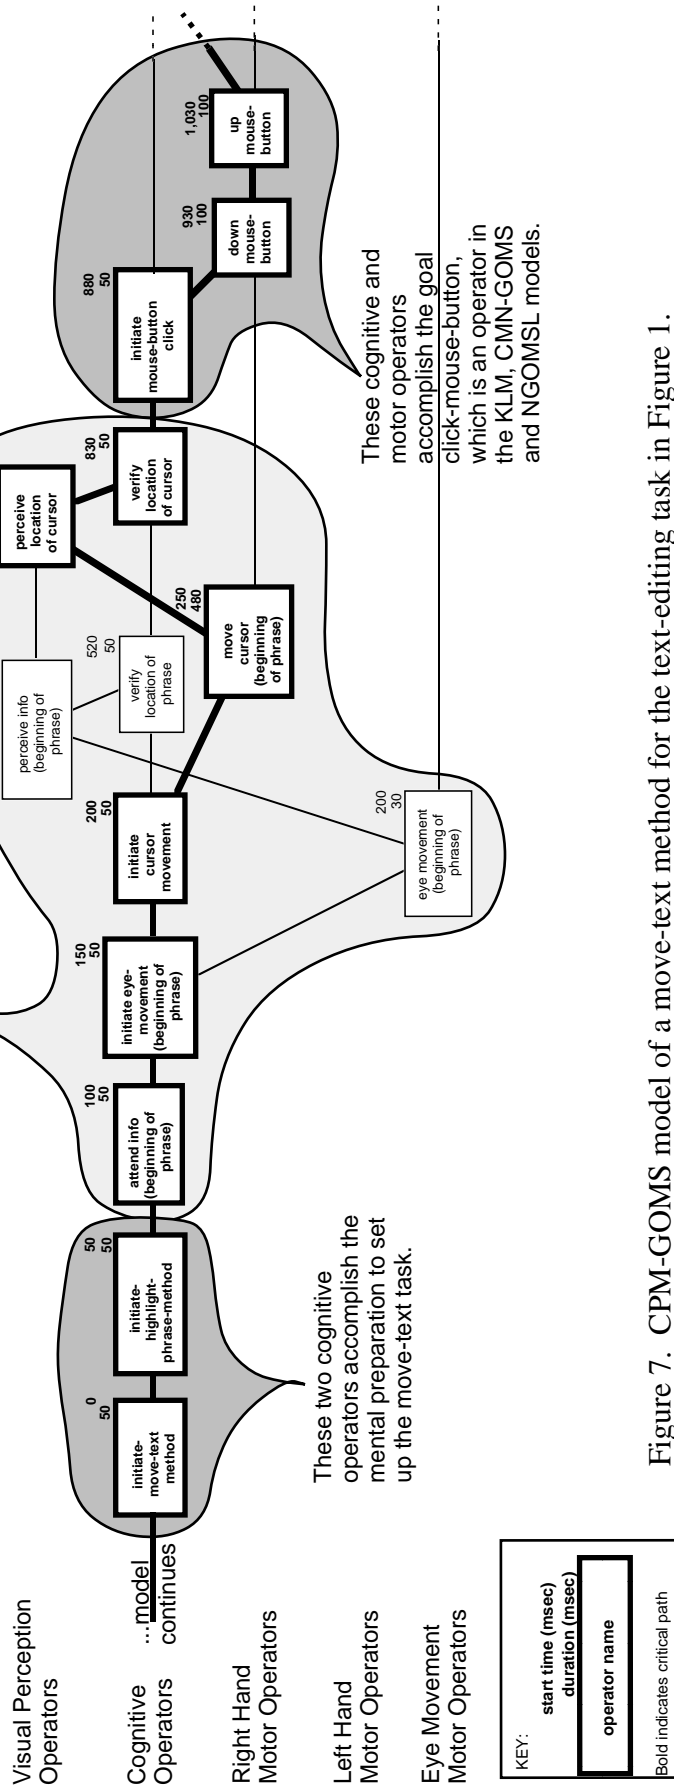 Visual Perception
Operators
Cognitive
Operators
Right Hand
Motor Operators
Left Hand
Motor Operators
Eye Movement
Motor Operators
...model
continues
0
50
initiate-
move-text
method
50
50
initiate-
highlight-
phrase-method
These two cognitive
operators accomplish the
mental preparation to set
up the move-text task.
100
50
attend info
(beginning of
phrase)
150
50
initiate eye-
movement
(beginning of
phrase)
200
50
initiate
cursor
movement
200
30
eye movement
(beginning of
phrase)
perceive info
(beginning of
phrase)
520
50
verify
location of
phrase
250
480
move
cursor
(beginning
of phrase)
perceive
location
of cursor
830
50
verify
location
of cursor
880
50
initiate
mouse-button
click
930
100
down
mouse-
button
1,030
100
up
mouse-
button
These cognitive and
motor operators
accomplish the goal
click-mouse-button,
which is an operator in
the KLM, CMN-GOMS
and NGOMSL models.
KEY:
start time (msec)
duration (msec)
operator name
Bold indicates critical path
Figure 7. CPM-GOMS model of a move-text method for the text-editing task in Figure 1.